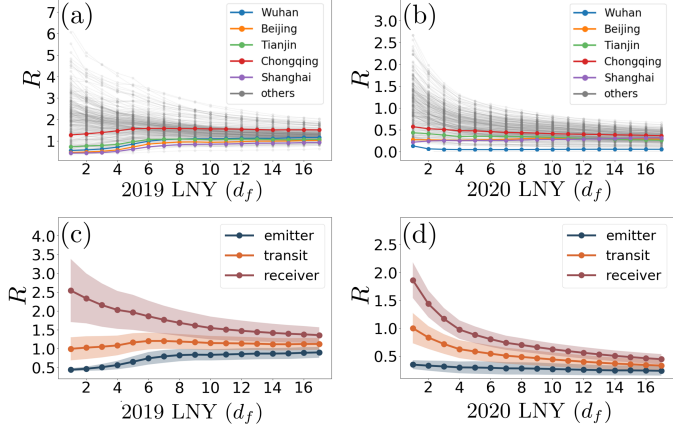 (a)
7
6
5
4
3
2
1
R
Wuhan
Beijing
Tianjin
Chongqing
Shanghai
others
2 4 6 8 10 12 14 16
2019 LNY (d_f)
(b)
3.0
2.5
2.0
1.5
1.0
0.5
0.0
R
Wuhan
Beijing
Tianjin
Chongqing
Shanghai
others
2 4 6 8 10 12 14 16
2020 LNY (d_f)
(c)
4.0
3.5
3.0
2.5
2.0
1.5
1.0
0.5
R
emitter
transit
receiver
2 4 6 8 10 12 14 16
2019 LNY (d_f)
(d)
2.5
2.0
1.5
1.0
0.5
R
emitter
transit
receiver
2 4 6 8 10 12 14 16
2020 LNY (d_f)